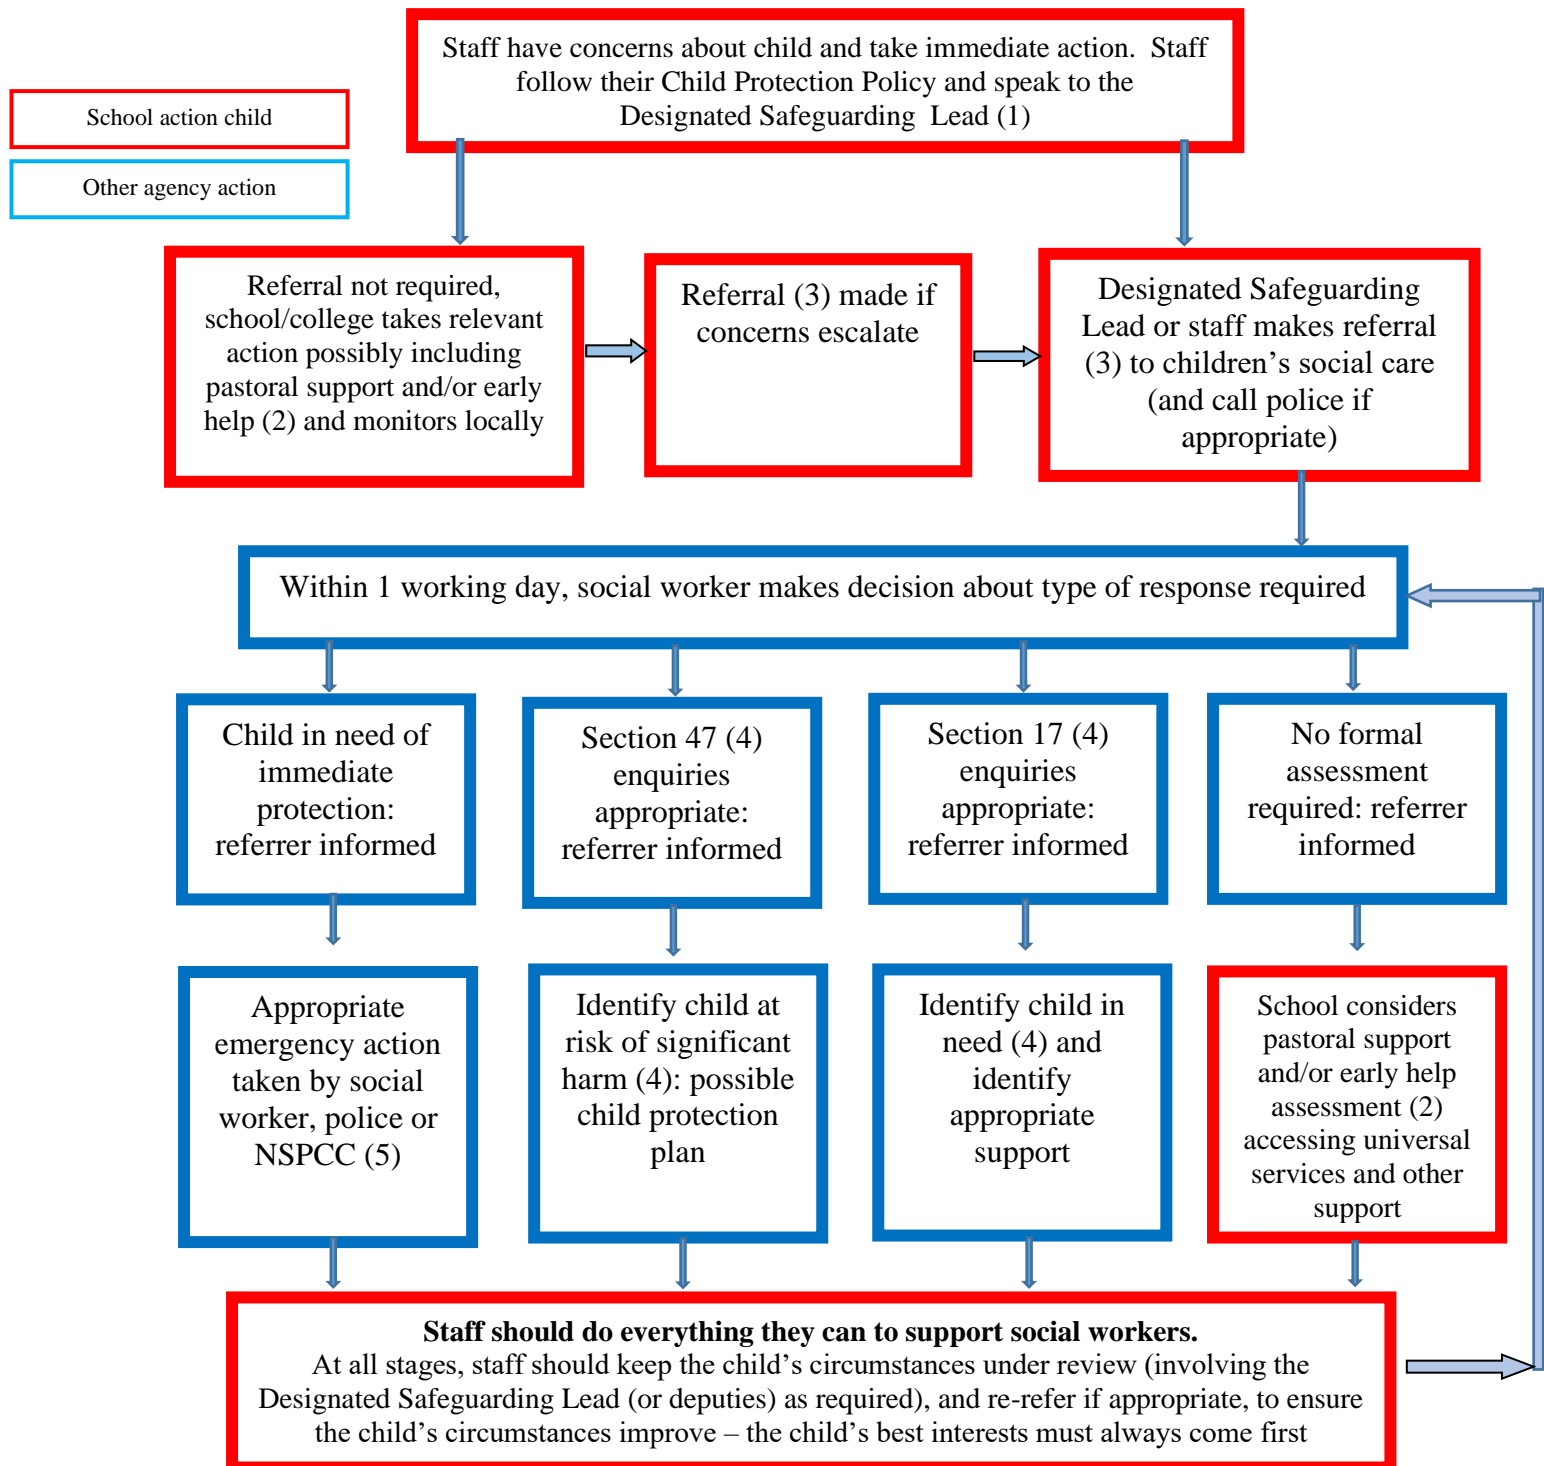 Staff have concerns about child and take immediate action.  Staff
follow their Child Protection Policy and speak to the
Designated Safeguarding  Lead (1)
School action child
Other agency action
Referral not required,
school/college takes relevant
action possibly including
pastoral support and/or early
help (2) and monitors locally
Referral (3) made if
concerns escalate
Designated Safeguarding
Lead or staff makes referral
(3) to children’s social care
(and call police if
appropriate)
Within 1 working day, social worker makes decision about type of response required
Child in need of
immediate
protection:
referrer informed
Section 47 (4)
enquiries
appropriate:
referrer informed
Section 17 (4)
enquiries
appropriate:
referrer informed
No formal
assessment
required: referrer
informed
Appropriate
emergency action
taken by social
worker, police or
NSPCC (5)
Identify child at
risk of significant
harm (4): possible
child protection
plan
Identify child in
need (4) and
identify
appropriate
support
School considers
pastoral support
and/or early help
assessment (2)
accessing universal
services and other
support
Staff should do everything they can to support social workers.
At all stages, staff should keep the child’s circumstances under review (involving the
Designated Safeguarding Lead (or deputies) as required), and re-refer if appropriate, to ensure
the child’s circumstances improve – the child’s best interests must always come first